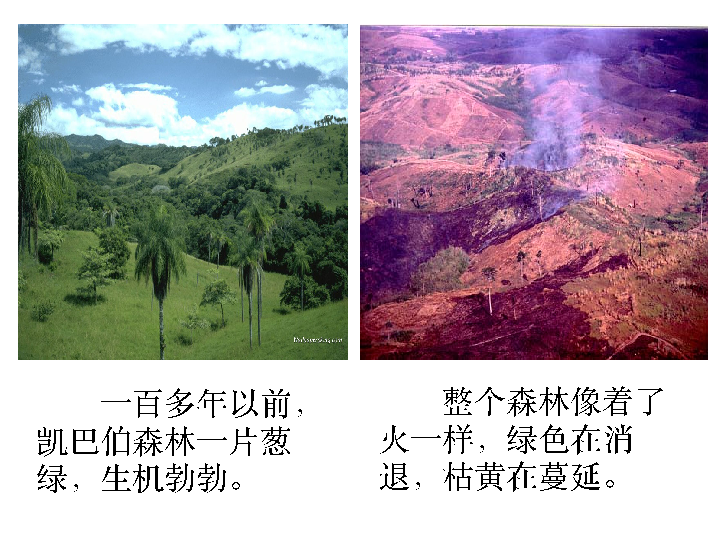 一百多年以前，
凯巴伯森林一片葱
绿，生机勃勃。
整个森林像着了
火一样，绿色在消
退，枯黄在蔓延。